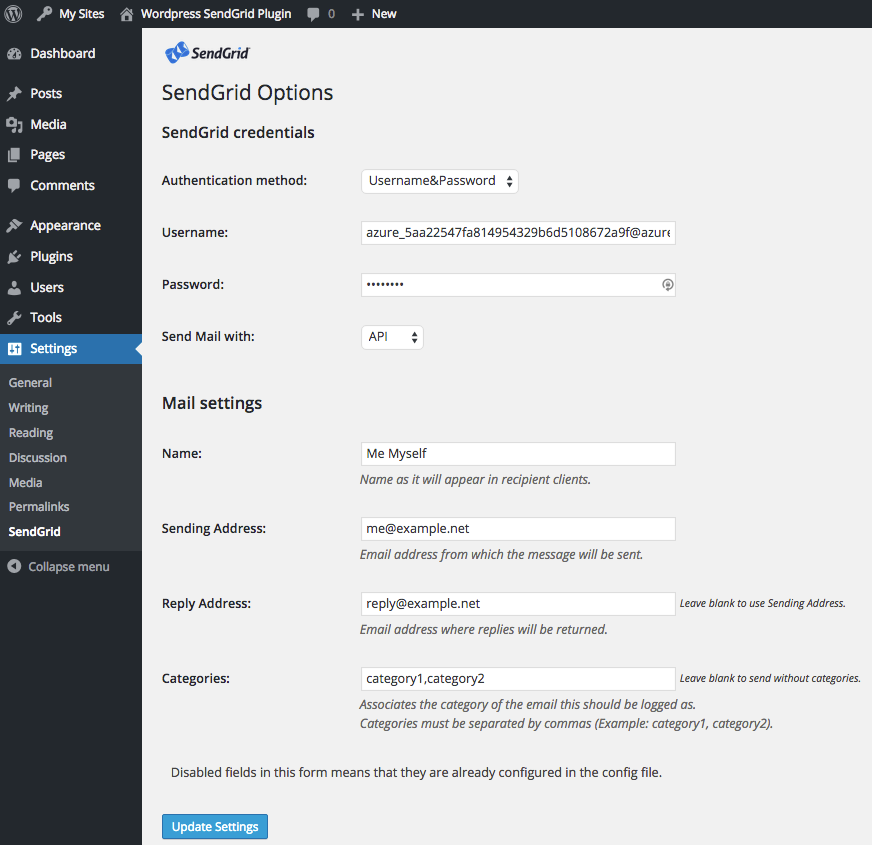 My Sites Wordpress SendGrid Plugin 0 + New
Dashboard
Posts
Media
Pages
Comments
Appearance
Plugins
Users
Tools
Settings
General
Writing
Reading
Discussion
Media
Permalinks
SendGrid
Collapse menu
SendGrid
SendGrid Options
SendGrid credentials
Authentication method: Username&Password
Username: azure_5aa22547fa814954329b6d5108672a9f@azure
Password: ••••••••
Send Mail with: API
Mail settings
Name: Me Myself
Name as it will appear in recipient clients.
Sending Address: me@example.net
Email address from which the message will be sent.
Reply Address: reply@example.net Leave blank to use Sending Address.
Email address where replies will be returned.
Categories: category1,category2 Leave blank to send without categories.
Associates the category of the email this should be logged as.
Categories must be separated by commas (Example: category1, category2).
Disabled fields in this form means that they are already configured in the config file.
Update Settings